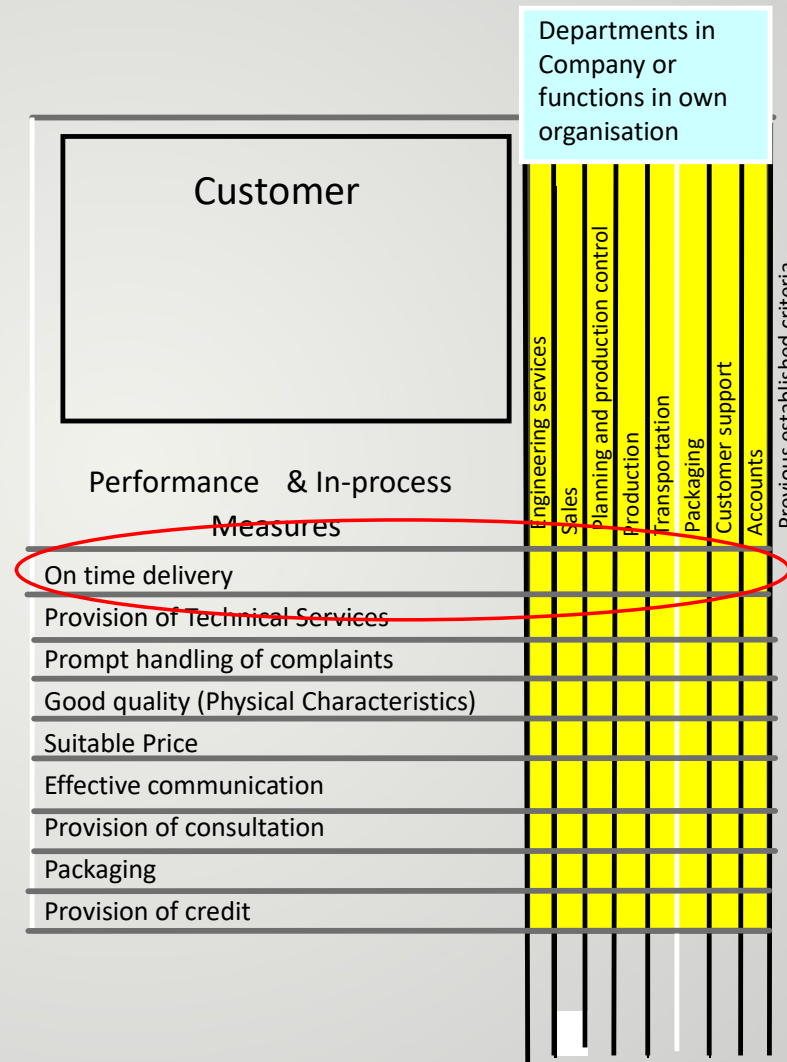 Departments in
Company or
functions in own
organisation
Customer
Performance & In-process
Measures
Engineering services
Sales
Planning and production control
Production
Transportation
Packaging
Customer support
Accounts
Previous established criteria
On time delivery
Provision of Technical Services
Prompt handling of complaints
Good quality (Physical Characteristics)
Suitable Price
Effective communication
Provision of consultation
Packaging
Provision of credit